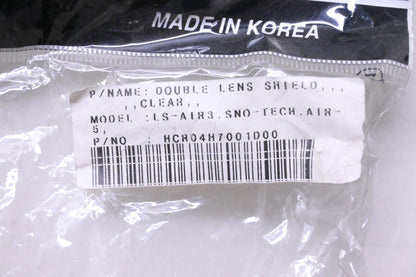 MADE IN KOREA
P/NAME: DOUBLE LENS SHIELD,,,
,,CLEAR,,
MODEL :LS-AIR3.SNO-TECH.AIR-
5,
P/NO : HCR04H7001D00